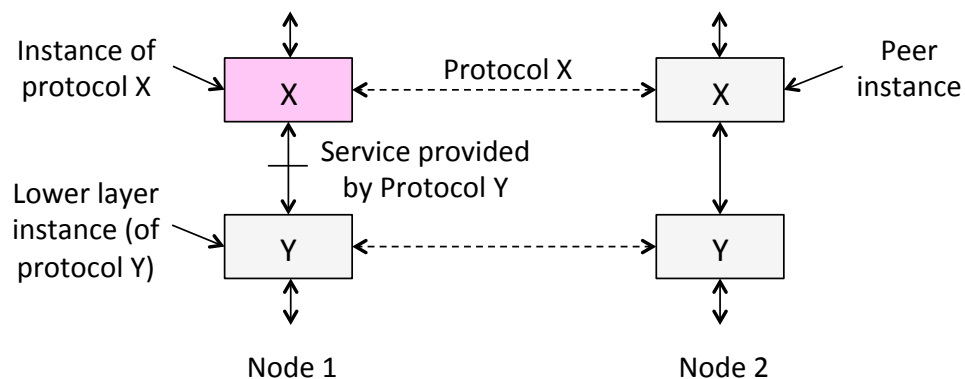 Instance of
protocol X
X
Protocol X
X
Peer
instance
Service provided
by Protocol Y
Lower layer
instance (of
protocol Y)
Y
Y
Node 1
Node 2